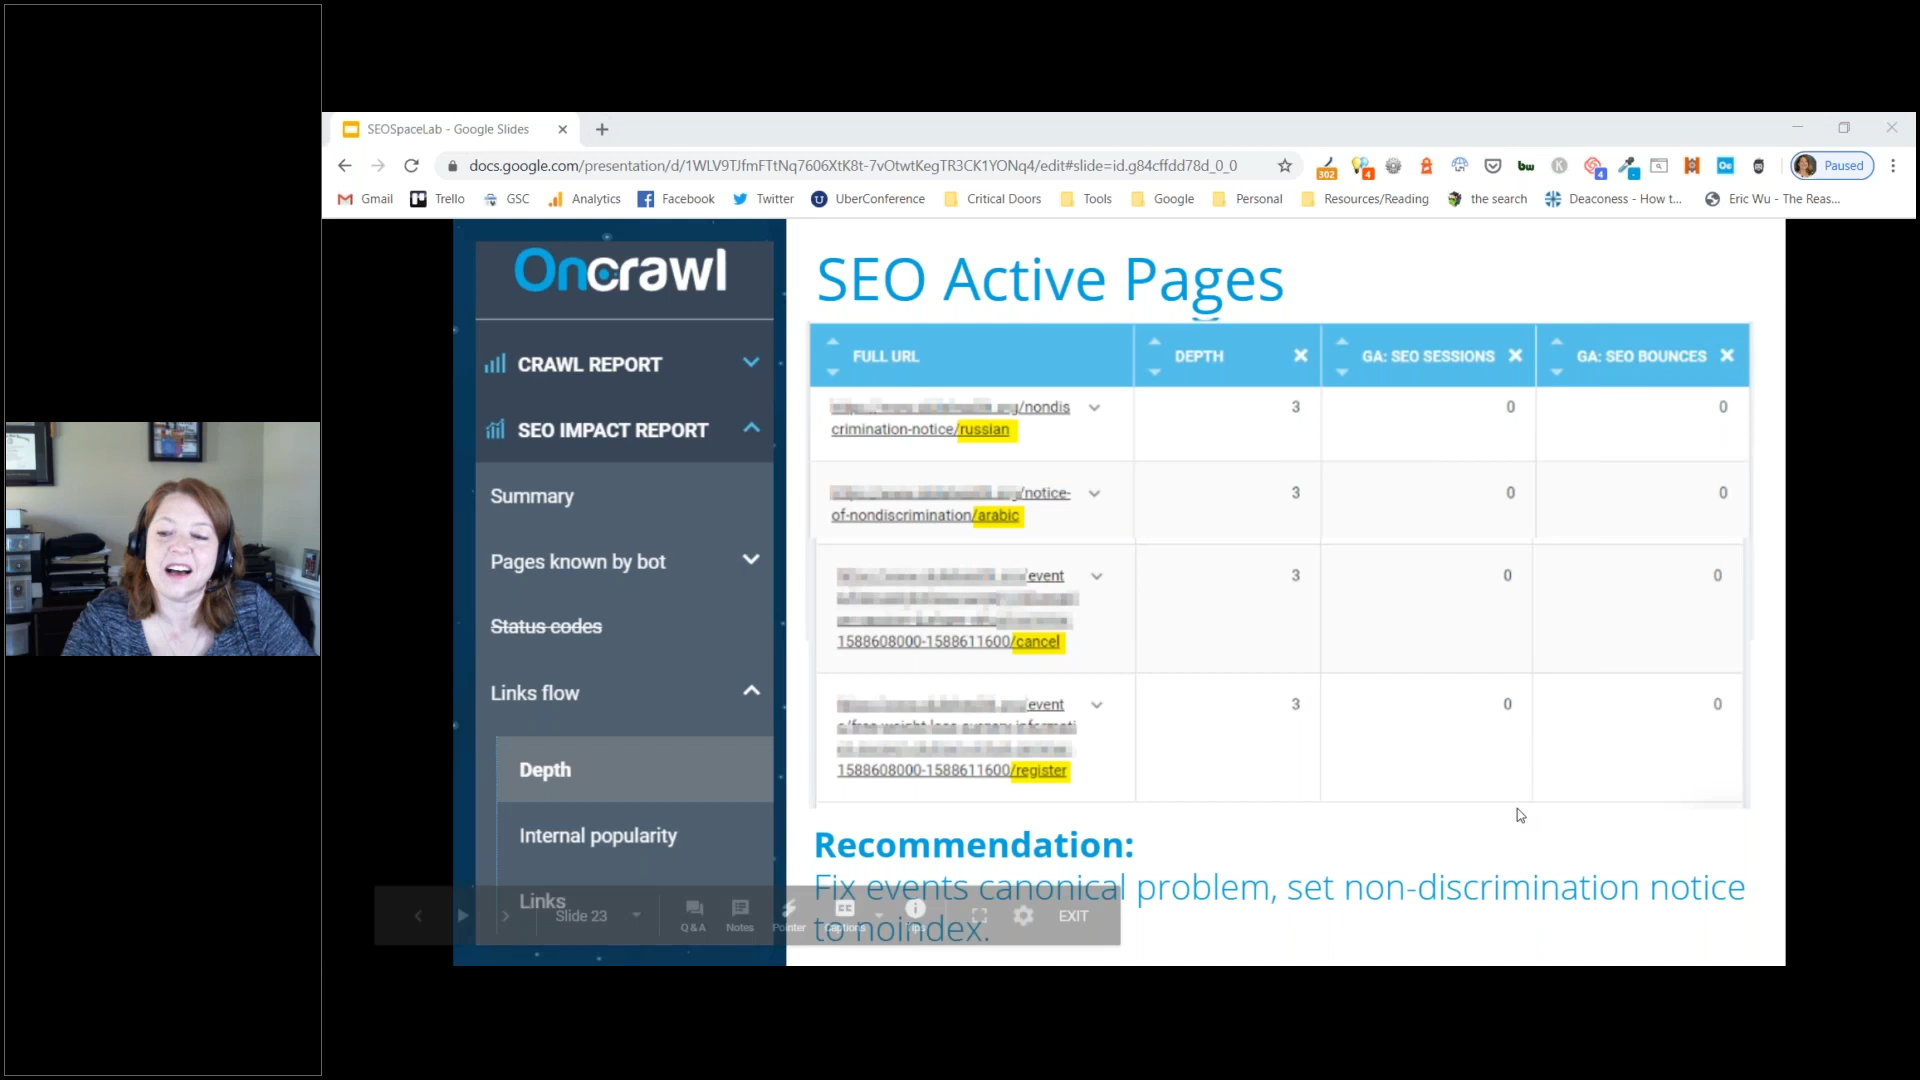 SEOSpaceLab - Google Slides
docs.google.com/presentation/d/1WLV9TJfmFTtNq7606XtK8t-7vOtwtKegTR3CK1YONq4/edit#slide=id.g84cffdd78d_0_0
302
4
4
Paused
Gmail
Trello
GSC
Analytics
Facebook
Twitter
UberConference
Critical Doors
Tools
Google
Personal
Resources/Reading
the search
Deaconess - How t...
Eric Wu - The Reas...
Oncrawl
CRAWL REPORT
SEO IMPACT REPORT
Summary
Pages known by bot
Status codes
Links flow
Depth
Internal popularity
Links
SEO Active Pages
FULL URL DEPTH GA: SEO SESSIONS GA: SEO BOUNCES
/nondis 3 0 0
crimination-notice/russian
/notice- 3 0 0
of-nondiscrimination/arabic
/event 3 0 0
1588608000-1588611600/cancel
/event 3 0 0
1588608000-1588611600/register
Recommendation:
Fix events canonical problem, set non-discrimination notice
to noindex.
Slide 23
Q&A
Notes
Pointer
Captions
Tips
EXIT